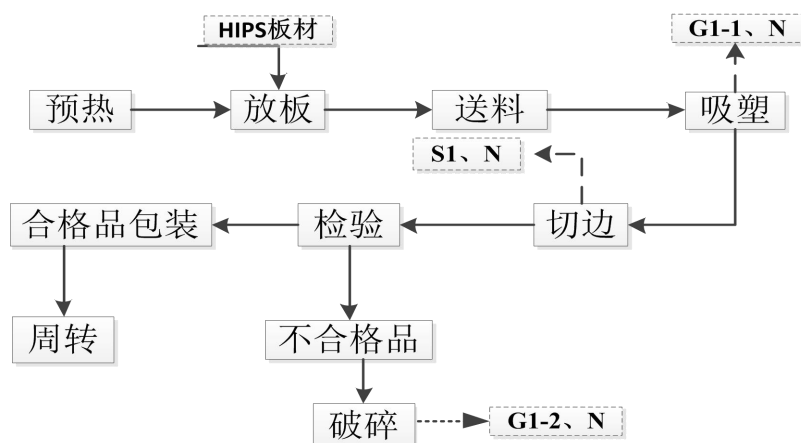 HIPS板材
G1-1、N
预热
放板
送料
吸塑
S1、N
合格品包装
检验
切边
周转
不合格品
破碎
G1-2、N